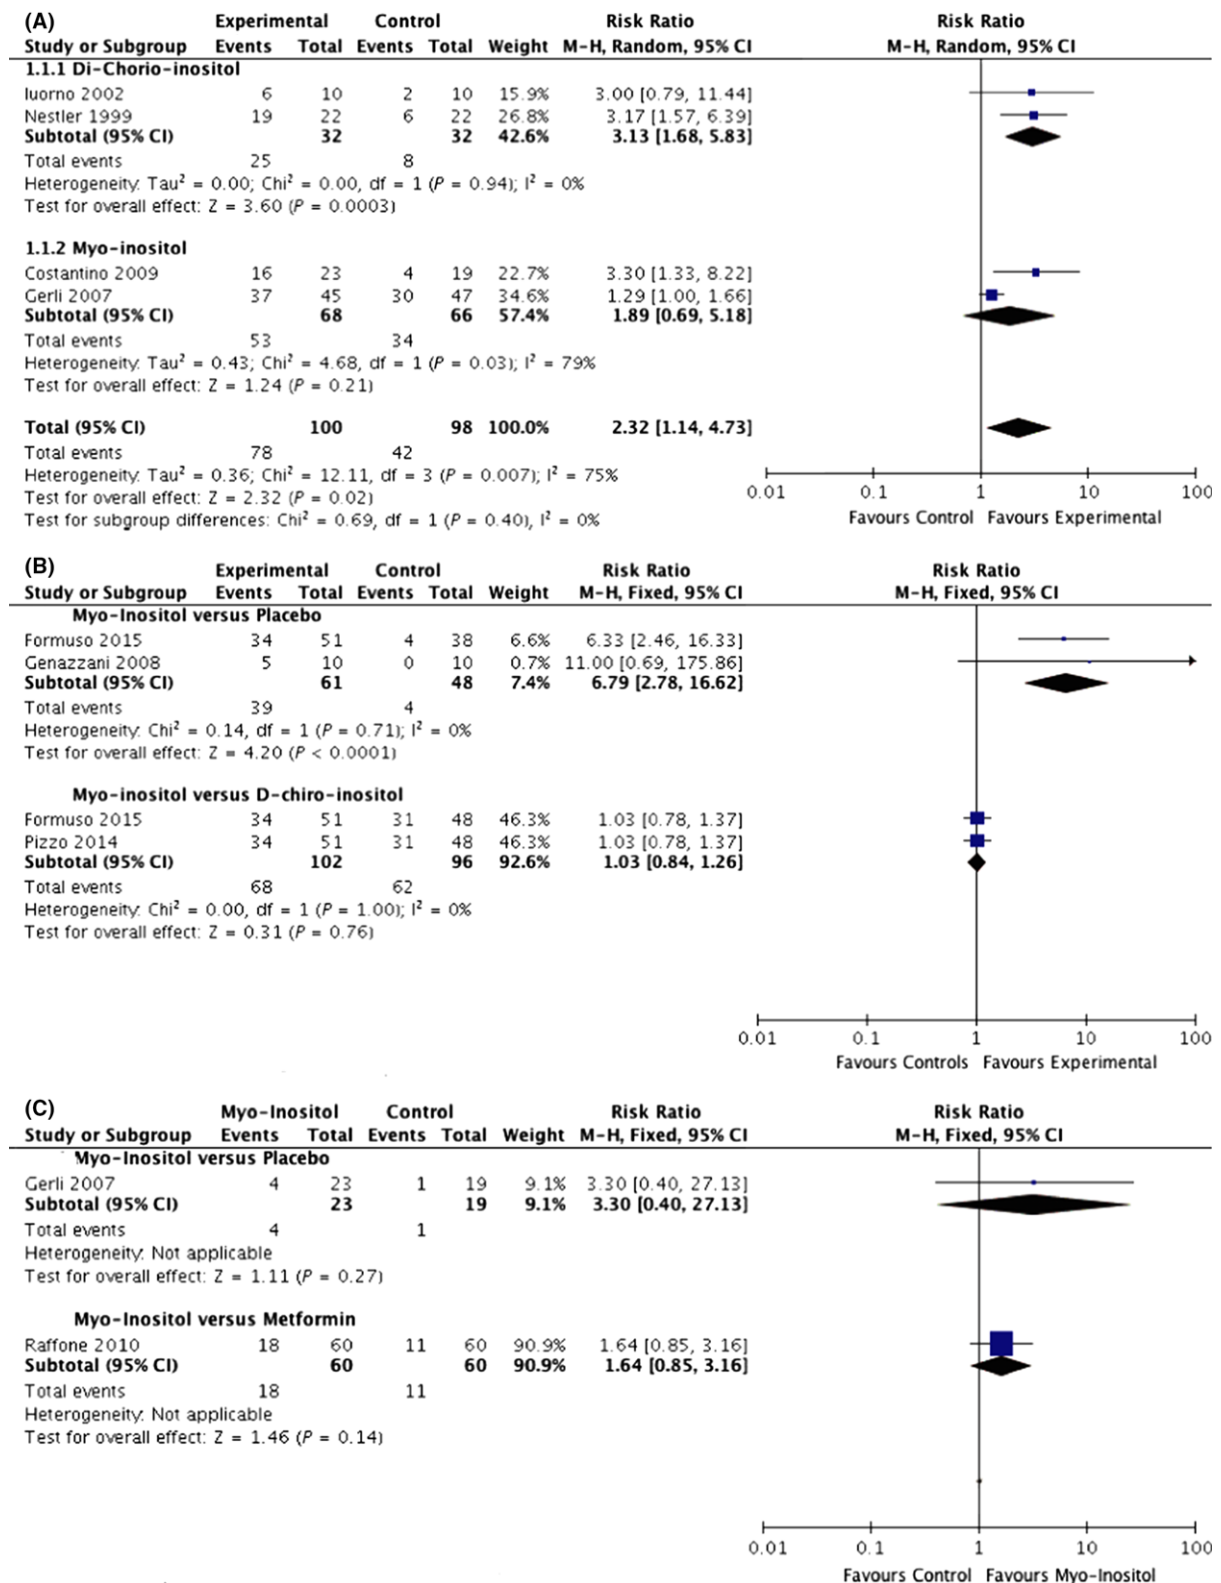 (A)
Experimental Control Risk Ratio Risk Ratio
Study or Subgroup Events Total Events Total Weight M-H, Random, 95% CI M-H, Random, 95% CI
1.1.1 Di-Chorio-inositol
Iuorno 2002 6 10 2 10 15.9% 3.00 [0.79, 11.44]
Nestler 1999 19 22 6 22 26.8% 3.17 [1.57, 6.39]
Subtotal (95% CI) 32 32 42.6% 3.13 [1.68, 5.83]
Total events 25 8
Heterogeneity: Tau² = 0.00; Chi² = 0.00, df = 1 (P = 0.94); I² = 0%
Test for overall effect: Z = 3.60 (P = 0.0003)
1.1.2 Myo-inositol
Costantino 2009 16 23 4 19 22.7% 3.30 [1.33, 8.22]
Gerli 2007 37 45 30 47 34.6% 1.29 [1.00, 1.66]
Subtotal (95% CI) 68 66 57.4% 1.89 [0.69, 5.18]
Total events 53 34
Heterogeneity: Tau² = 0.43; Chi² = 4.68, df = 1 (P = 0.03); I² = 79%
Test for overall effect: Z = 1.24 (P = 0.21)
Total (95% CI) 100 98 100.0% 2.32 [1.14, 4.73]
Total events 78 42
Heterogeneity: Tau² = 0.36; Chi² = 12.11, df = 3 (P = 0.007); I² = 75%
Test for overall effect: Z = 2.32 (P = 0.02)
Test for subgroup differences: Chi² = 0.69, df = 1 (P = 0.40), I² = 0%
0.01 0.1 1 10 100
Favours Control Favours Experimental
(B)
Experimental Control Risk Ratio Risk Ratio
Study or Subgroup Events Total Events Total Weight M-H, Fixed, 95% CI M-H, Fixed, 95% CI
Myo-Inositol versus Placebo
Formuso 2015 34 51 4 38 6.6% 6.33 [2.46, 16.33]
Genazzani 2008 5 10 0 10 0.7% 11.00 [0.69, 175.86]
Subtotal (95% CI) 61 48 7.4% 6.79 [2.78, 16.62]
Total events 39 4
Heterogeneity: Chi² = 0.14, df = 1 (P = 0.71); I² = 0%
Test for overall effect: Z = 4.20 (P < 0.0001)
Myo-inositol versus D-chiro-inositol
Formuso 2015 34 51 31 48 46.3% 1.03 [0.78, 1.37]
Pizzo 2014 34 51 31 48 46.3% 1.03 [0.78, 1.37]
Subtotal (95% CI) 102 96 92.6% 1.03 [0.84, 1.26]
Total events 68 62
Heterogeneity: Chi² = 0.00, df = 1 (P = 1.00); I² = 0%
Test for overall effect: Z = 0.31 (P = 0.76)
0.01 0.1 1 10 100
Favours Controls Favours Experimental
(C)
Myo-Inositol Control Risk Ratio Risk Ratio
Study or Subgroup Events Total Events Total Weight M-H, Fixed, 95% CI M-H, Fixed, 95% CI
Myo-Inositol versus Placebo
Gerli 2007 4 23 1 19 9.1% 3.30 [0.40, 27.13]
Subtotal (95% CI) 23 19 9.1% 3.30 [0.40, 27.13]
Total events 4 1
Heterogeneity: Not applicable
Test for overall effect: Z = 1.11 (P = 0.27)
Myo-Inositol versus Metformin
Raffone 2010 18 60 11 60 90.9% 1.64 [0.85, 3.16]
Subtotal (95% CI) 60 60 90.9% 1.64 [0.85, 3.16]
Total events 18 11
Heterogeneity: Not applicable
Test for overall effect: Z = 1.46 (P = 0.14)
0.01 0.1 1 10 100
Favours Control Favours Myo-Inositol